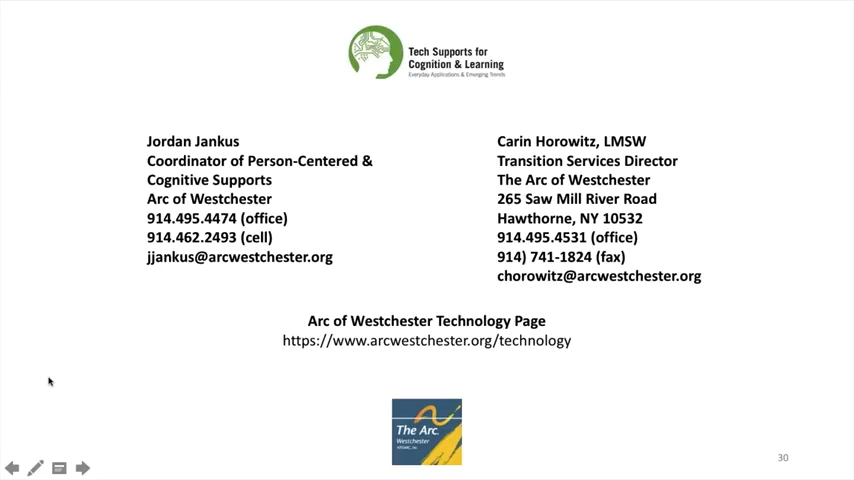 Tech Supports for
Cognition & Learning
Everyday Applications & Emerging Trends
Jordan Jankus
Coordinator of Person-Centered &
Cognitive Supports
Arc of Westchester
914.495.4474 (office)
914.462.2493 (cell)
jjankus@arcwestchester.org
Carin Horowitz, LMSW
Transition Services Director
The Arc of Westchester
265 Saw Mill River Road
Hawthorne, NY 10532
914.495.4531 (office)
914) 741-1824 (fax)
chorowitz@arcwestchester.org
Arc of Westchester Technology Page
https://www.arcwestchester.org/technology
The Arc.
Westchester
30